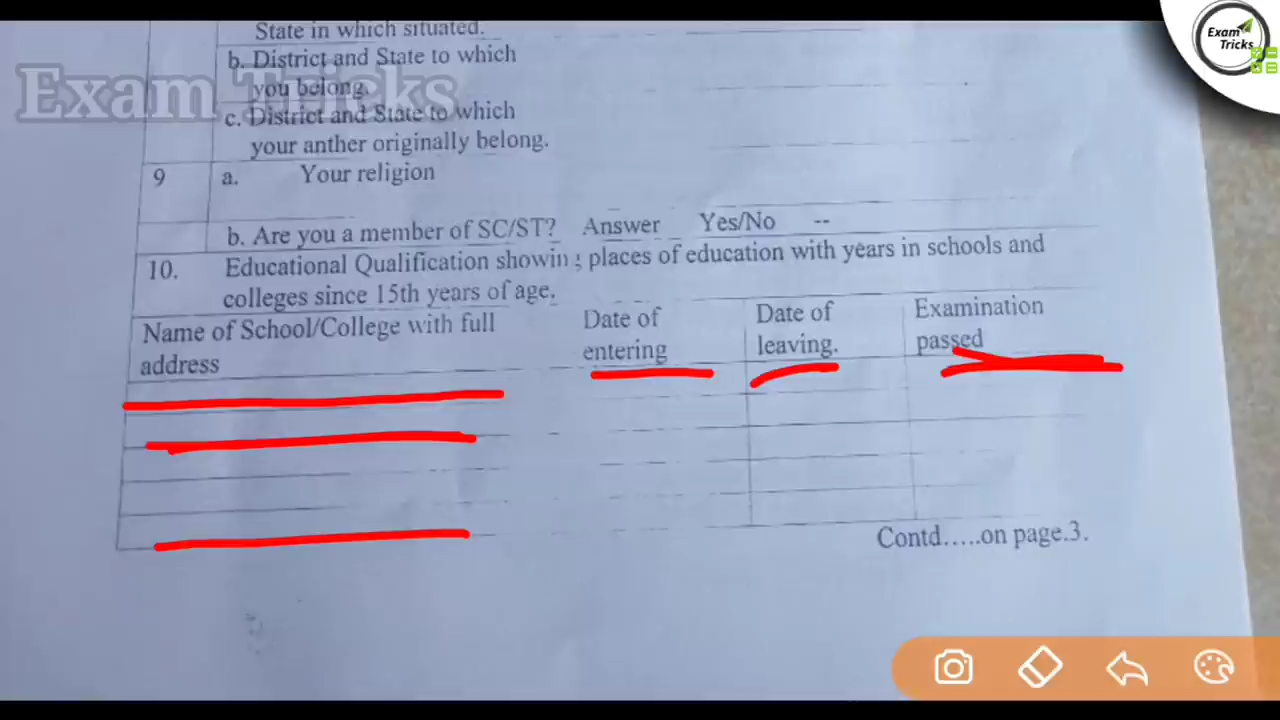 State in which situated.
b. District and State to which
you belong.
c. District and State to which
your anther originally belong.
9 a. Your religion
b. Are you a member of SC/ST? Answer Yes/No --
10. Educational Qualification showing places of education with years in schools and
colleges since 15th years of age,
Name of School/College with full
address
Date of
entering
Date of
leaving.
Examination
passed
Contd.....on page.3.
Exam Tricks
Exam
Tricks